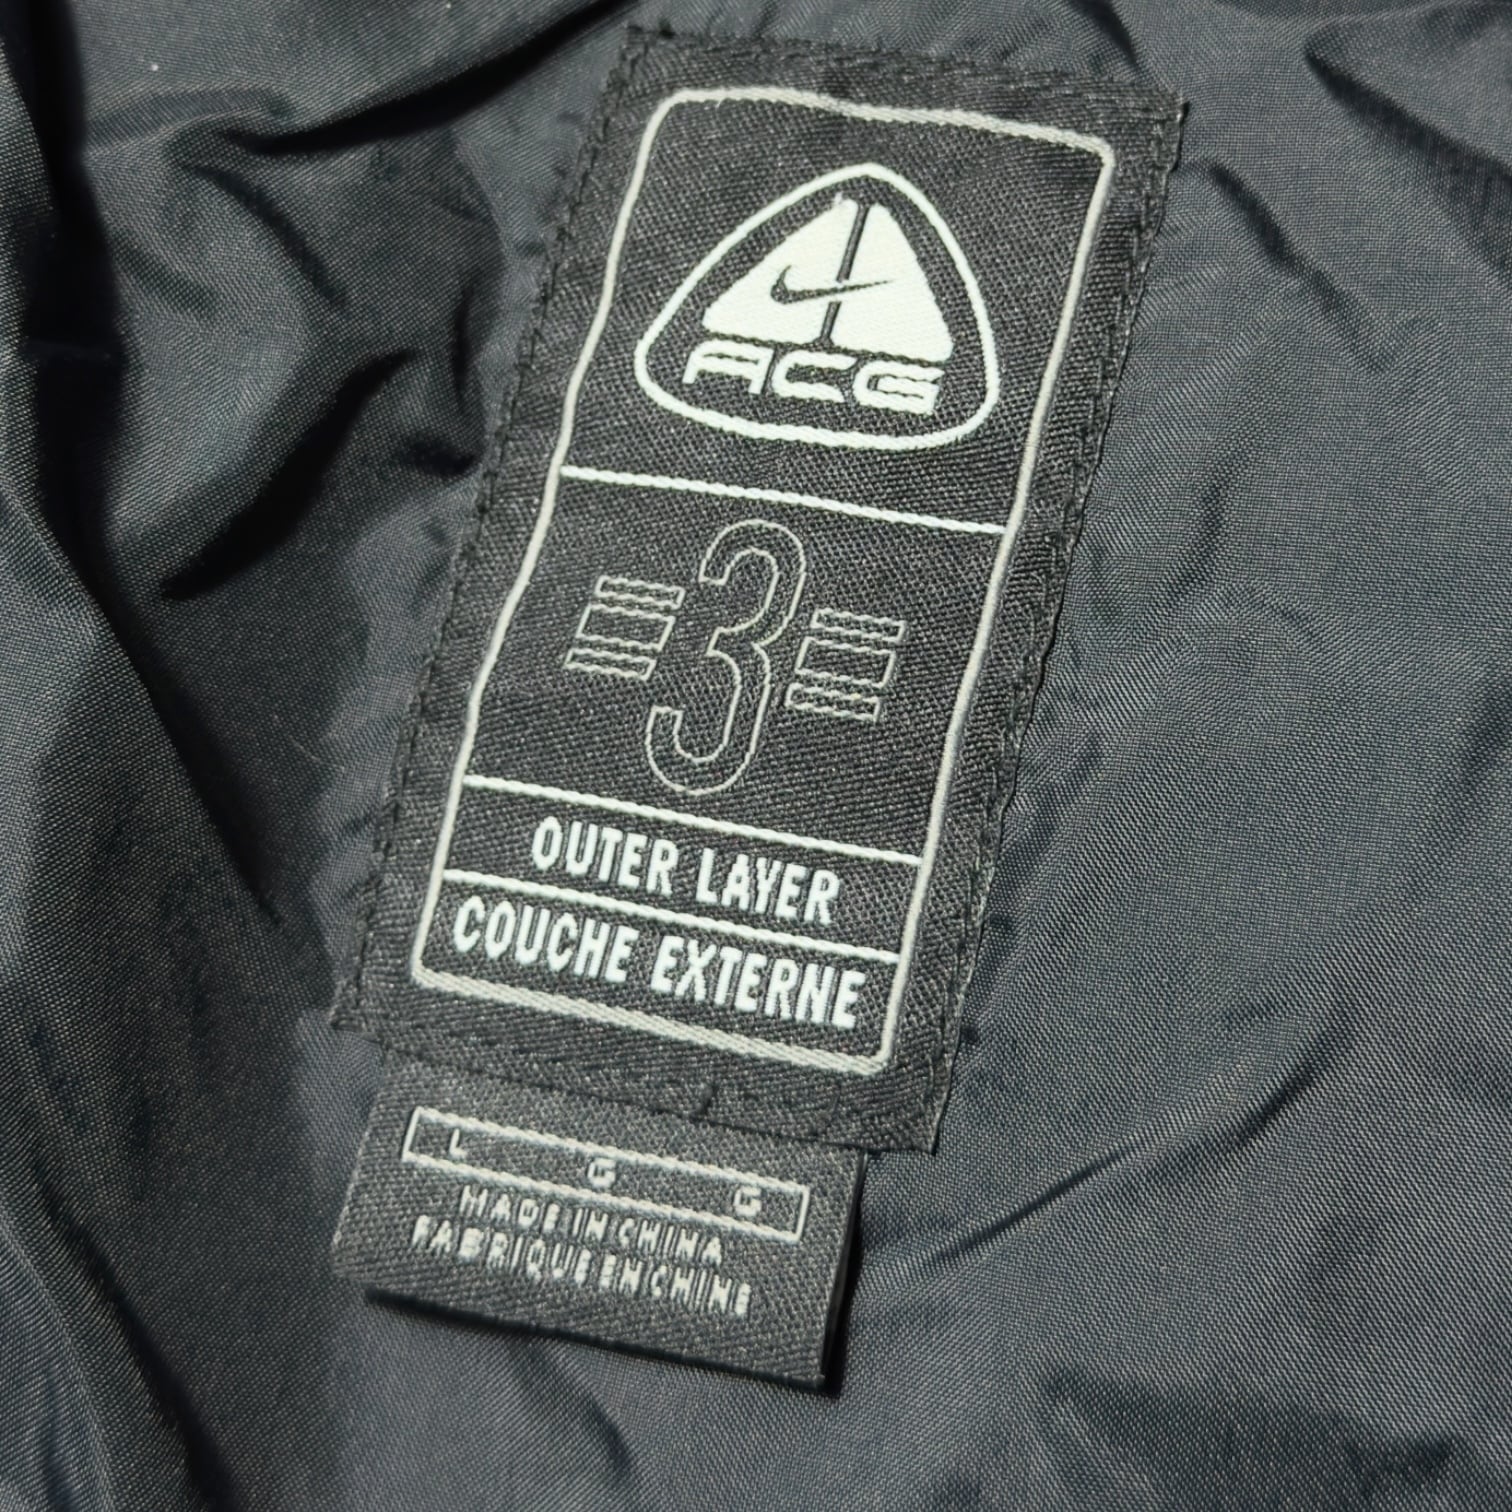 ACG
3
OUTER LAYER
COUCHE EXTERNE
L G G
MADE IN CHINA
FABRIQUE EN CHINE